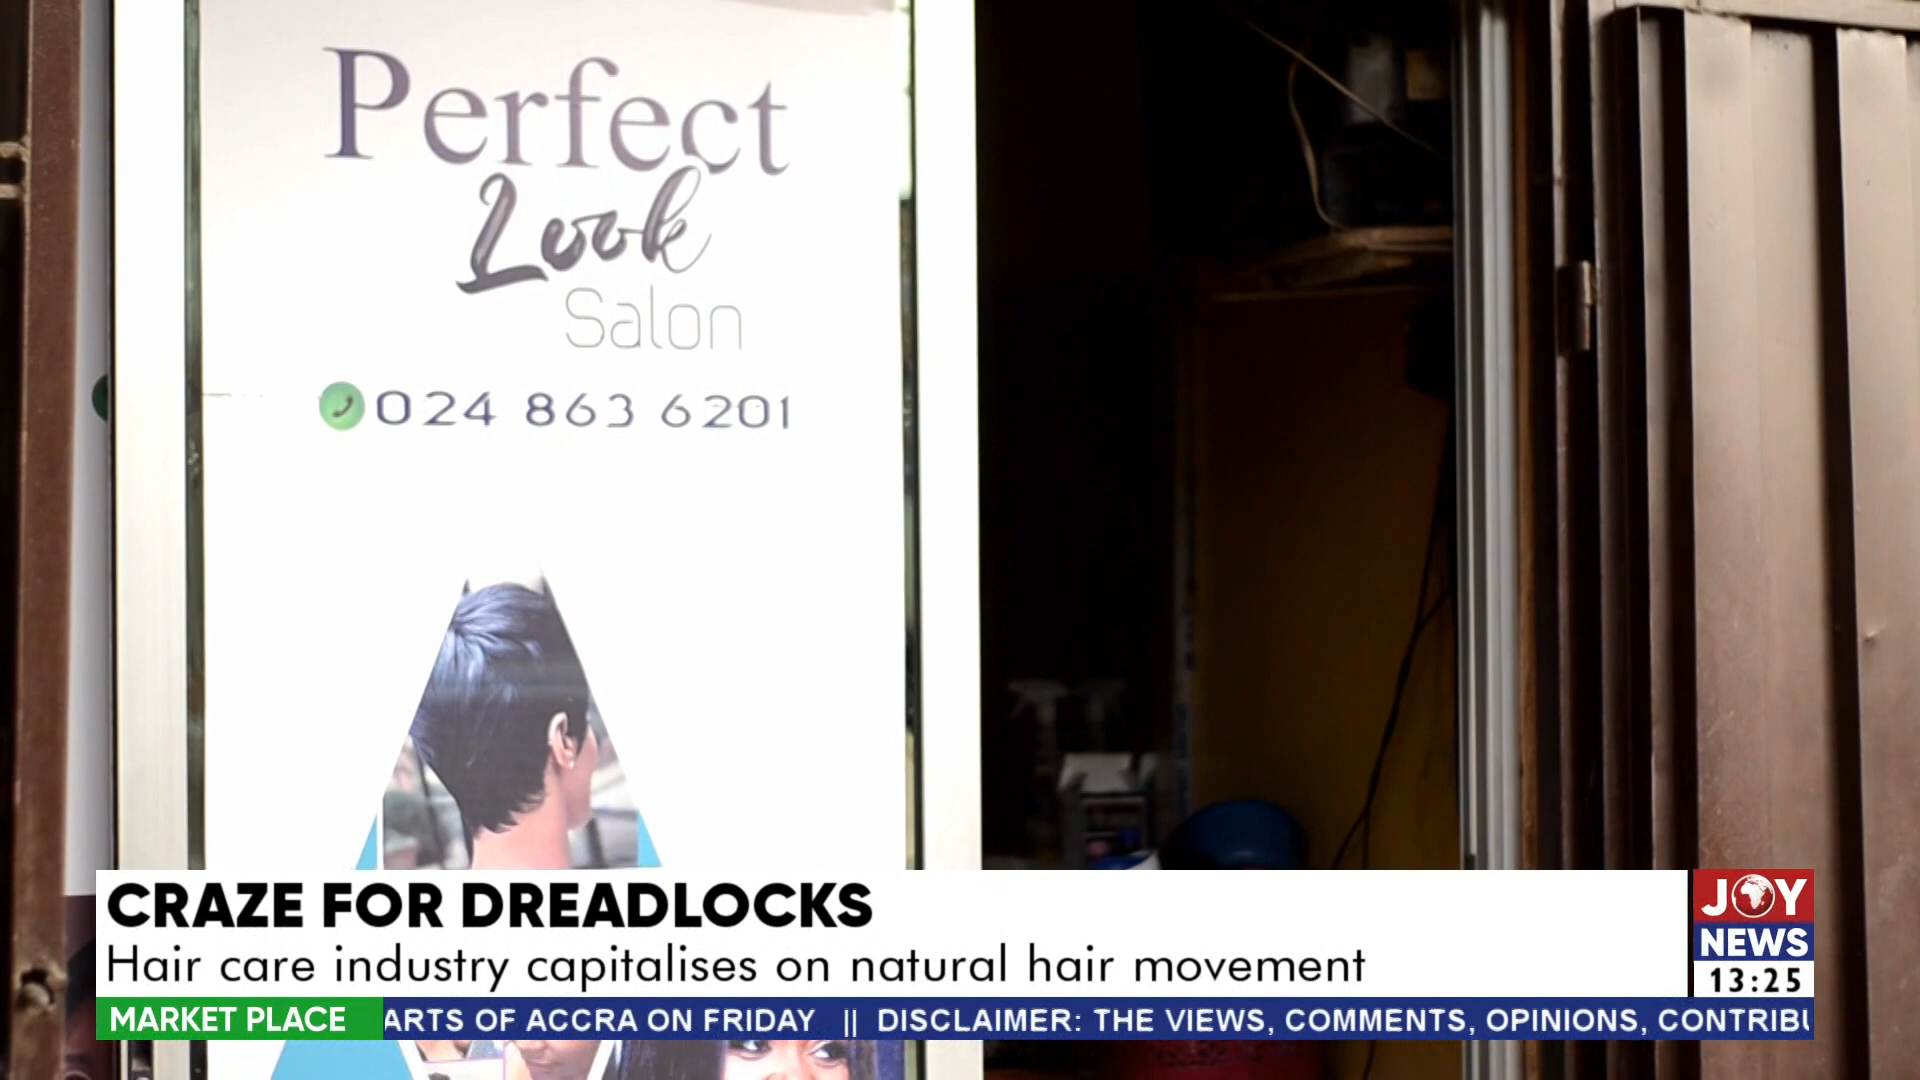 Perfect
Look
Salon
024 863 6201
CRAZE FOR DREADLOCKS
Hair care industry capitalises on natural hair movement
JOY
NEWS
13:25
MARKET PLACE
ARTS OF ACCRA ON FRIDAY || DISCLAIMER: THE VIEWS, COMMENTS, OPINIONS, CONTRIBU